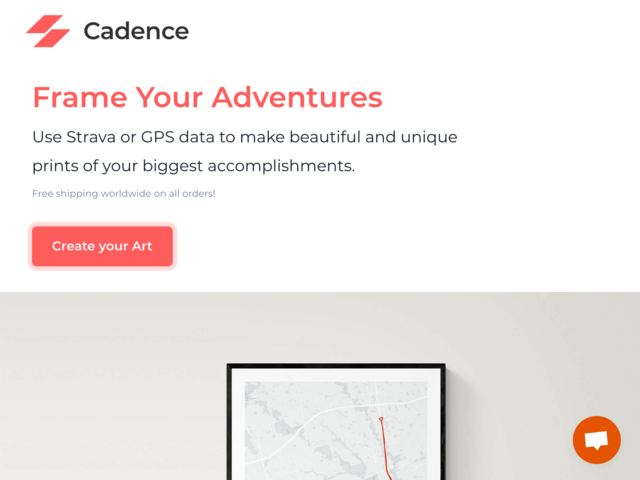 Cadence
Frame Your Adventures
Use Strava or GPS data to make beautiful and unique
prints of your biggest accomplishments.
Free shipping worldwide on all orders!
Create your Art